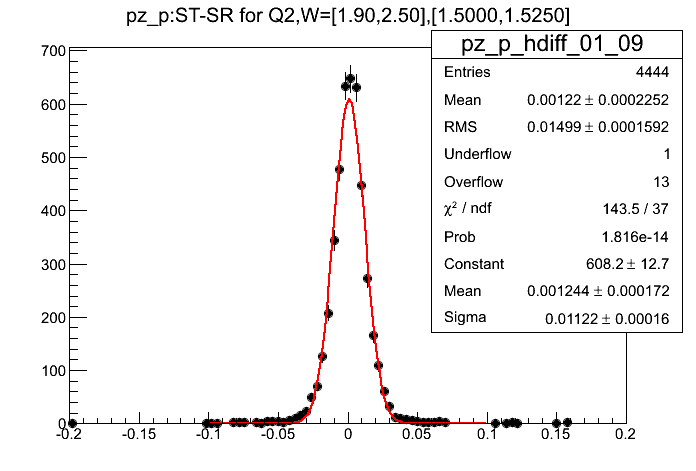 pz_p:ST-SR for Q2,W=[1.90,2.50],[1.5000,1.5250]
pz_p_hdiff_01_09
Entries 4444
Mean 0.00122 ± 0.0002252
RMS 0.01499 ± 0.0001592
Underflow 1
Overflow 13
χ² / ndf 143.5 / 37
Prob 1.816e-14
Constant 608.2 ± 12.7
Mean 0.001244 ± 0.000172
Sigma 0.01122 ± 0.00016
700
600
500
400
300
200
100
0
-0.2 -0.15 -0.1 -0.05 0 0.05 0.1 0.15 0.2